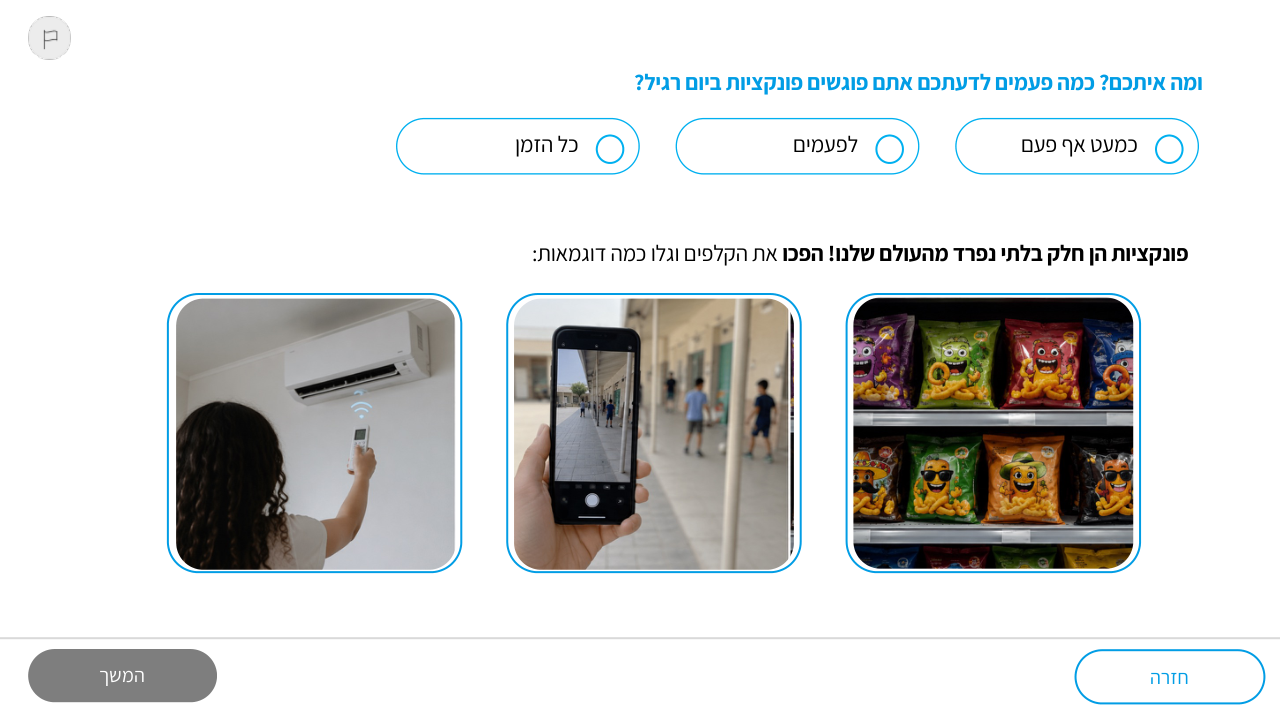 ומה איתכם? כמה פעמים לדעתכם אתם פוגשים פונקציות ביום רגיל?
כמעט אף פעם
לפעמים
כל הזמן
פונקציות הן חלק בלתי נפרד מהעולם שלנו! הפכו את הקלפים וגלו כמה דוגמאות:
חזרה
המשך